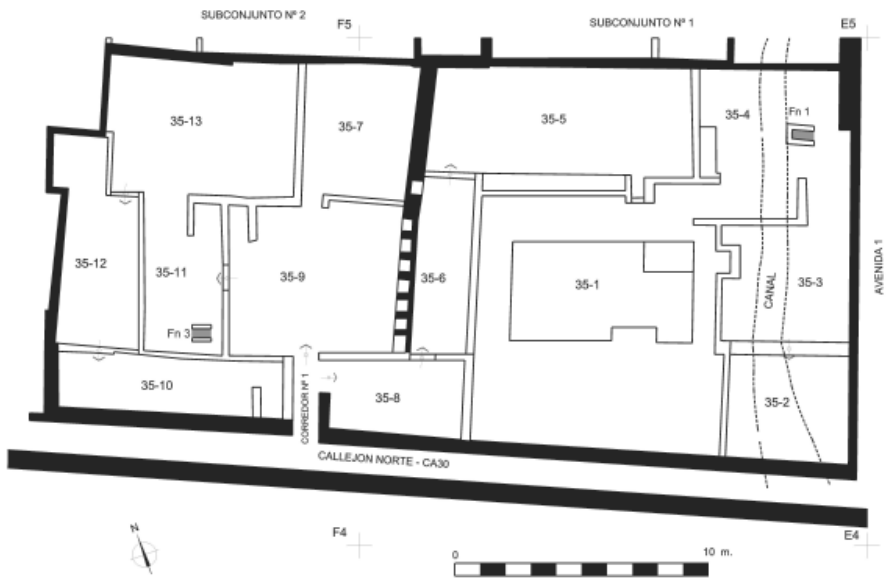 SUBCONJUNTO Nº 2
F5
SUBCONJUNTO Nº 1
E5
35-13
35-7
35-5
35-4
Fn 1
35-12
35-11
35-9
35-6
35-1
35-3
CANAL
AVENIDA 1
Fn 3
35-10
CORREDOR Nº 1
35-8
35-2
CALLEJON NORTE - CA30
N
F4
E4
0
10 m.